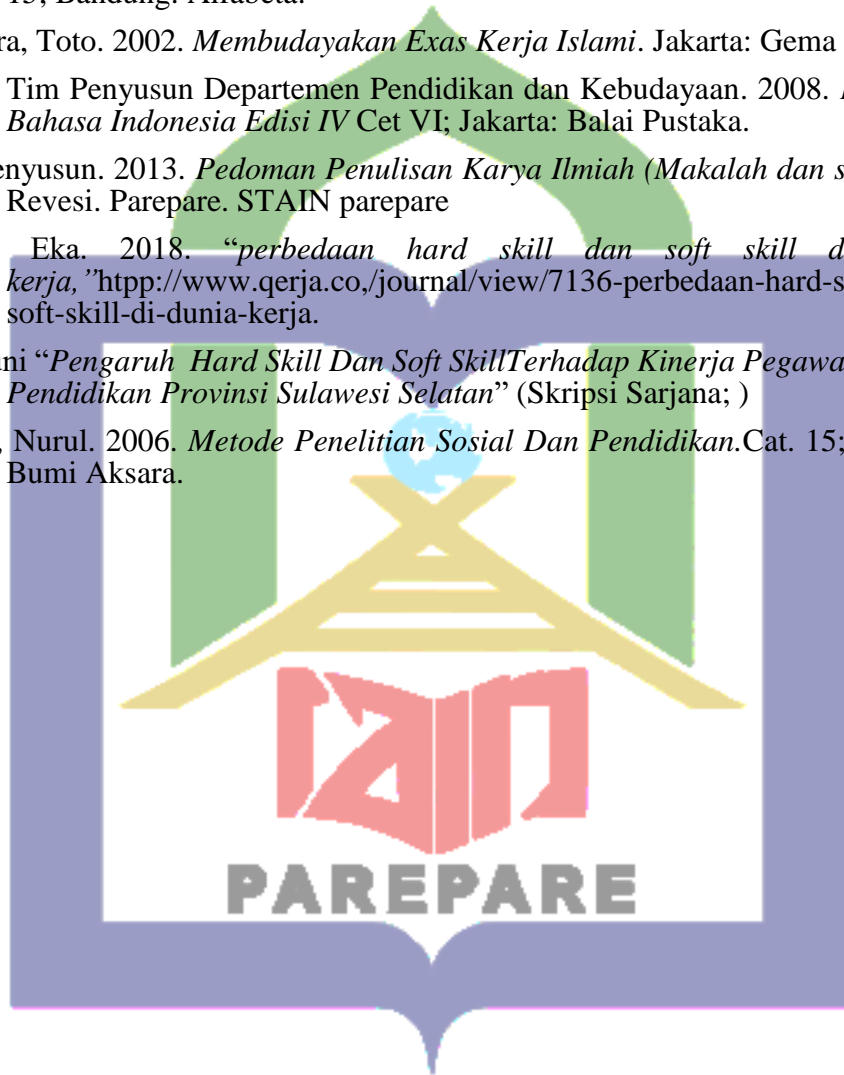 15; Bandung: Alfabeta.
ra, Toto. 2002. Membudayakan Exas Kerja Islami. Jakarta: Gema
Tim Penyusun Departemen Pendidikan dan Kebudayaan. 2008.
Bahasa Indonesia Edisi IV Cet VI; Jakarta: Balai Pustaka.
enyusun. 2013. Pedoman Penulisan Karya Ilmiah (Makalah dan s
Revesi. Parepare. STAIN parepare
Eka. 2018. “perbedaan hard skill dan soft skill d
kerja,”htpp://www.qerja.co,/journal/view/7136-perbedaan-hard-s
soft-skill-di-dunia-kerja.
ni “Pengaruh Hard Skill Dan Soft SkillTerhadap Kinerja Pegawa
Pendidikan Provinsi Sulawesi Selatan” (Skripsi Sarjana; )
, Nurul. 2006. Metode Penelitian Sosial Dan Pendidikan.Cat. 15;
Bumi Aksara.
iain
PAREPARE